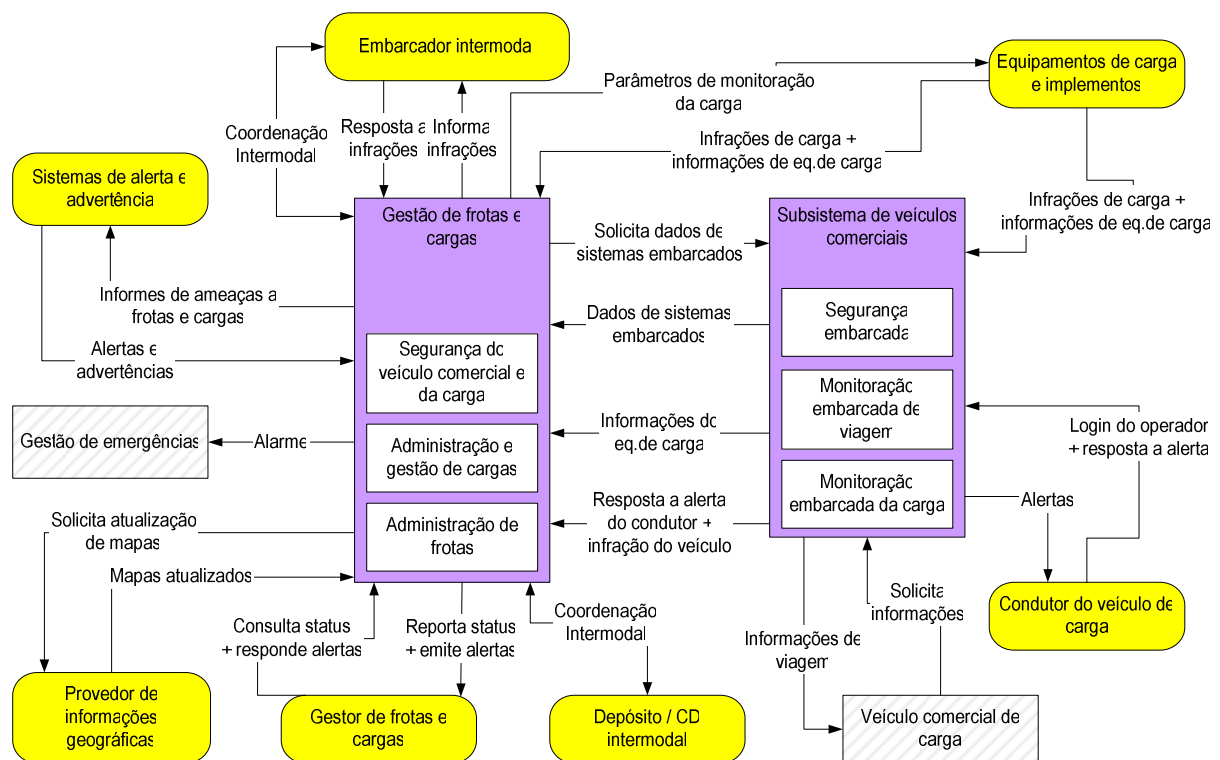 Embarcador intermoda
Equipamentos de carga
e implementos
Parâmetros de monitoração
da carga
Coordenação
Intermodal
Resposta a
infrações
Informa
infrações
Infrações de carga +
informações de eq.de carga
Sistemas de alerta e
advertência
Infrações de carga +
informações de eq.de carga
Gestão de frotas e
cargas
Subsistema de veículos
comerciais
Solicita dados de
sistemas embarcados
Informes de ameaças a
frotas e cargas
Dados de sistemas
embarcados
Segurança
embarcada
Alertas e
advertências
Segurança do
veículo comercial e
da carga
Monitoração
embarcada de
viagem
Gestão de emergências
Alarme
Administração e
gestão de cargas
Informações do
eq.de carga
Login do operador
+ resposta a alerta
Monitoração
embarcada da carga
Alertas
Solicita atualização
de mapas
Administração de
frotas
Resposta a alerta
do condutor +
infração do veículo
Mapas atualizados
Condutor do veículo de
carga
Consulta status
+ responde alertas
Reporta status
+ emite alertas
Coordenação
Intermodal
Solicita
informações
Informações de
viagem
Provedor de
informações
geográficas
Gestor de frotas e
cargas
Depósito / CD
intermodal
Veículo comercial de
carga